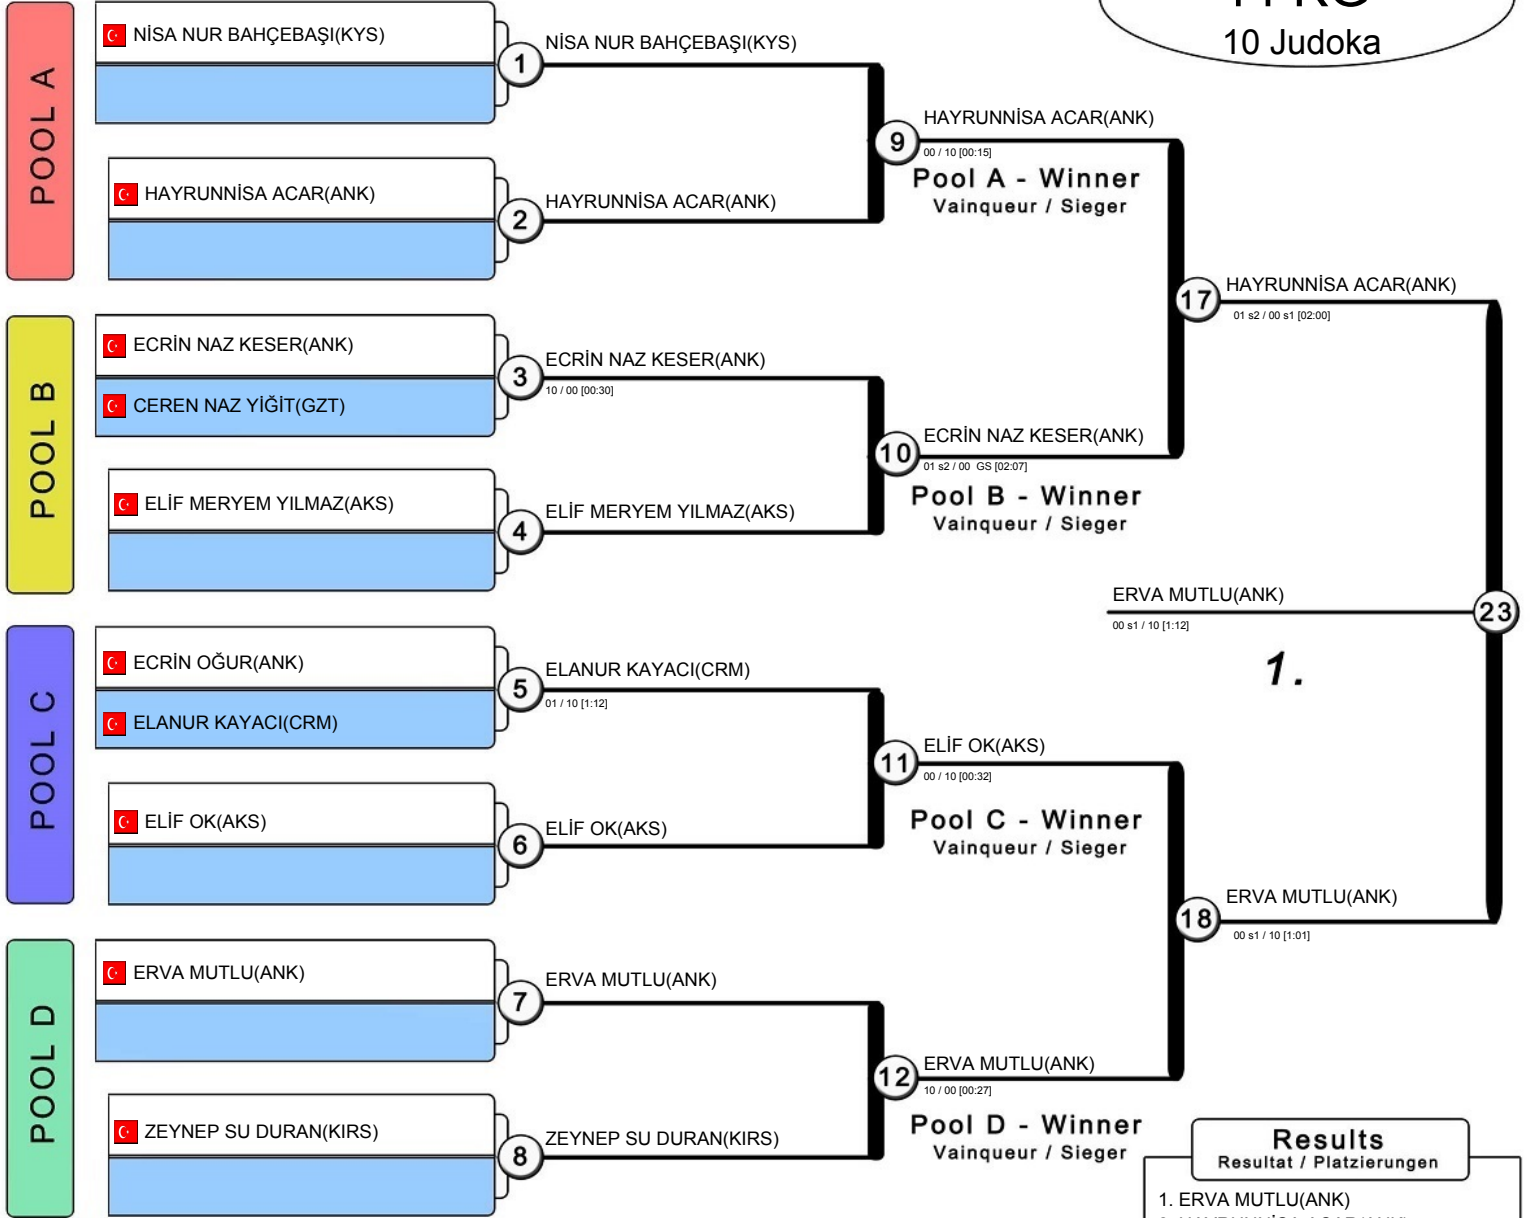 10 Judoka
POOL A
NİSA NUR BAHÇEBAŞI(KYS)
1
NİSA NUR BAHÇEBAŞI(KYS)
HAYRUNNİSA ACAR(ANK)
2
HAYRUNNİSA ACAR(ANK)
9
HAYRUNNİSA ACAR(ANK)
00 / 10 [00:15]
Pool A - Winner
Vainqueur / Sieger
POOL B
ECRİN NAZ KESER(ANK)
CEREN NAZ YİĞİT(GZT)
3
ECRİN NAZ KESER(ANK)
10 / 00 [00:30]
ELİF MERYEM YILMAZ(AKS)
4
ELİF MERYEM YILMAZ(AKS)
10
ECRİN NAZ KESER(ANK)
01 s2 / 00 GS [02:07]
Pool B - Winner
Vainqueur / Sieger
17
HAYRUNNİSA ACAR(ANK)
01 s2 / 00 s1 [02:00]
POOL C
ECRİN OĞUR(ANK)
ELANUR KAYACI(CRM)
5
ELANUR KAYACI(CRM)
01 / 10 [1:12]
ELİF OK(AKS)
6
ELİF OK(AKS)
11
ELİF OK(AKS)
00 / 10 [00:32]
Pool C - Winner
Vainqueur / Sieger
POOL D
ERVA MUTLU(ANK)
7
ERVA MUTLU(ANK)
ZEYNEP SU DURAN(KIRS)
8
ZEYNEP SU DURAN(KIRS)
12
ERVA MUTLU(ANK)
10 / 00 [00:27]
Pool D - Winner
Vainqueur / Sieger
18
ERVA MUTLU(ANK)
00 s1 / 10 [1:01]
23
ERVA MUTLU(ANK)
00 s1 / 10 [1:12]
1.
Results
Resultat / Platzierungen
1. ERVA MUTLU(ANK)